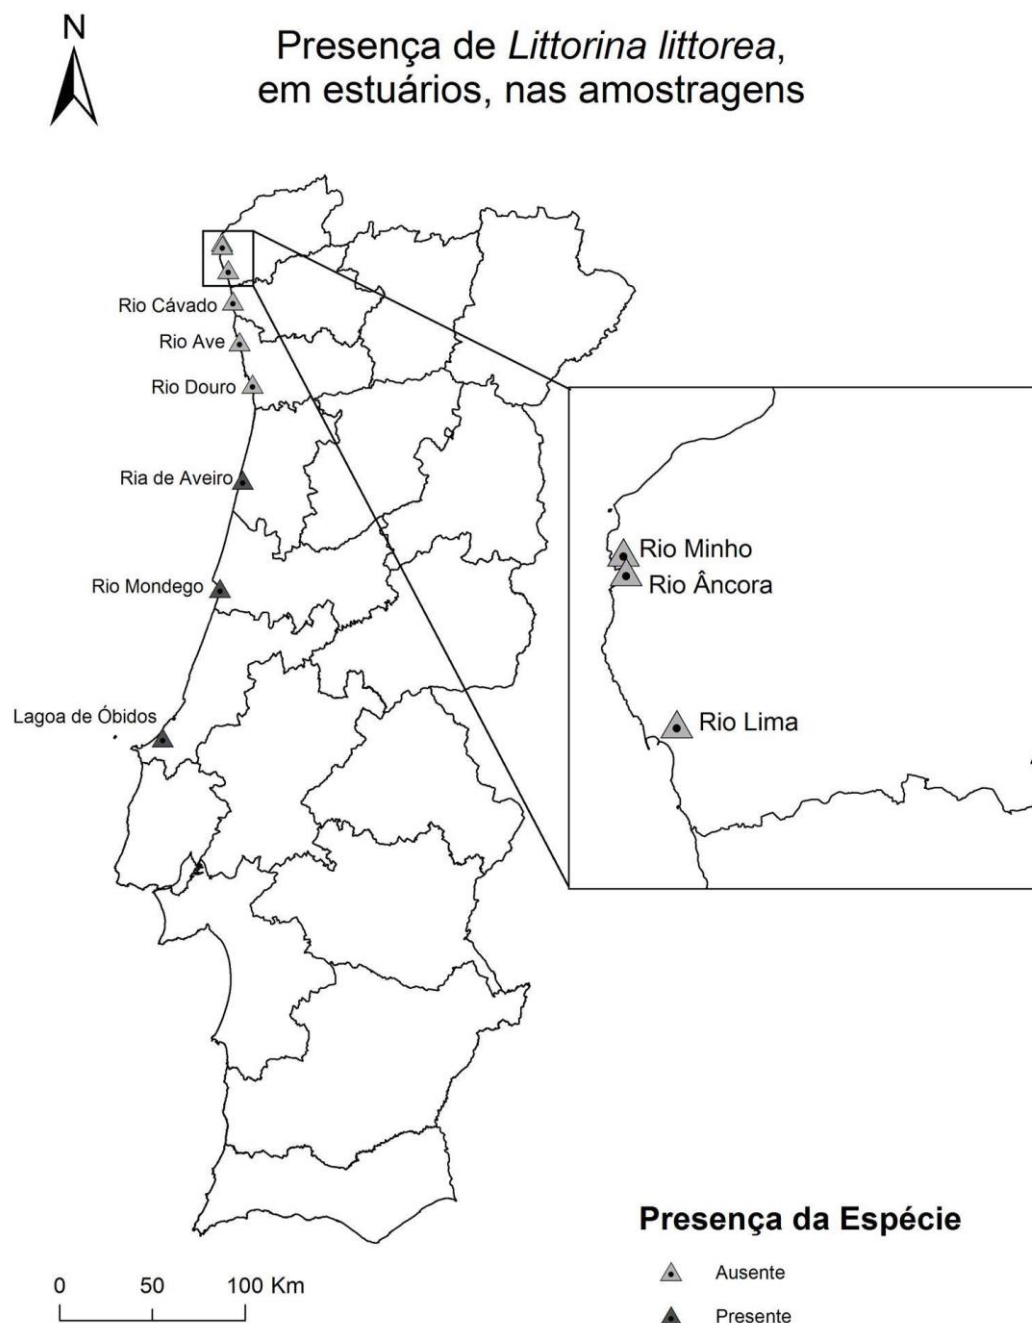 N
Presença de Littorina littorea,
em estuários, nas amostragens
Rio Cávado
Rio Ave
Rio Douro
Ria de Aveiro
Rio Mondego
Lagoa de Óbidos
Rio Minho
Rio Âncora
Rio Lima
Presença da Espécie
Ausente
Presente
0 50 100 Km